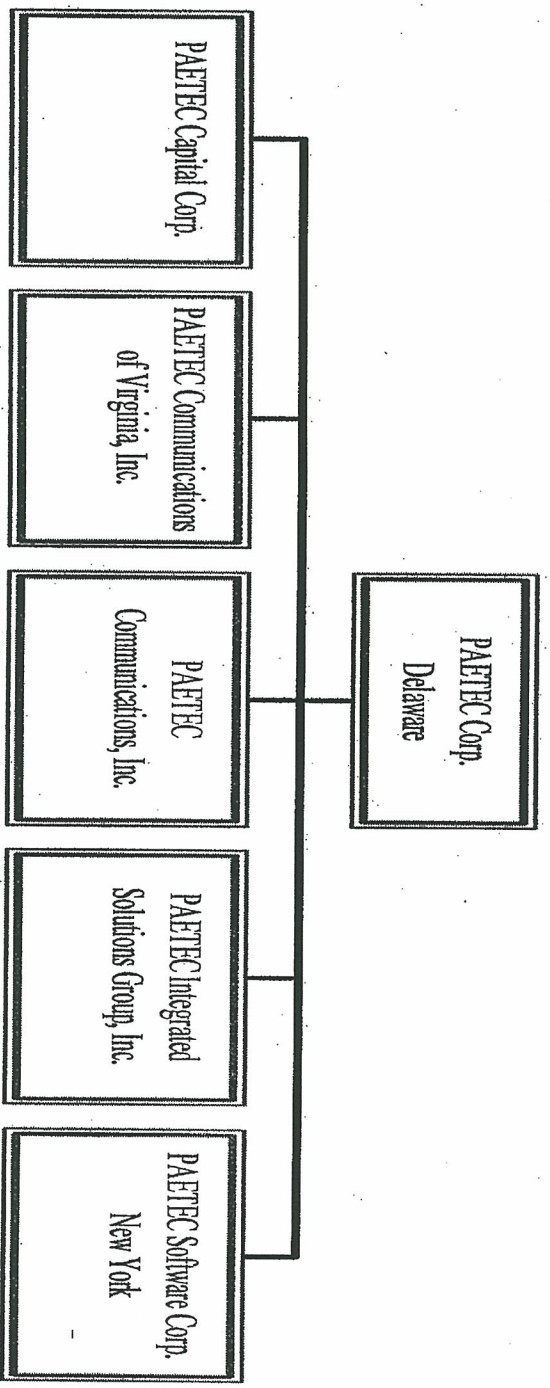 PAETEC Corp.
Delaware
PAETEC Capital Corp.
PAETEC Communications
of Virginia, Inc.
PAETEC
Communications, Inc.
PAETEC Integrated
Solutions Group, Inc.
PAETEC Software Corp.
New York